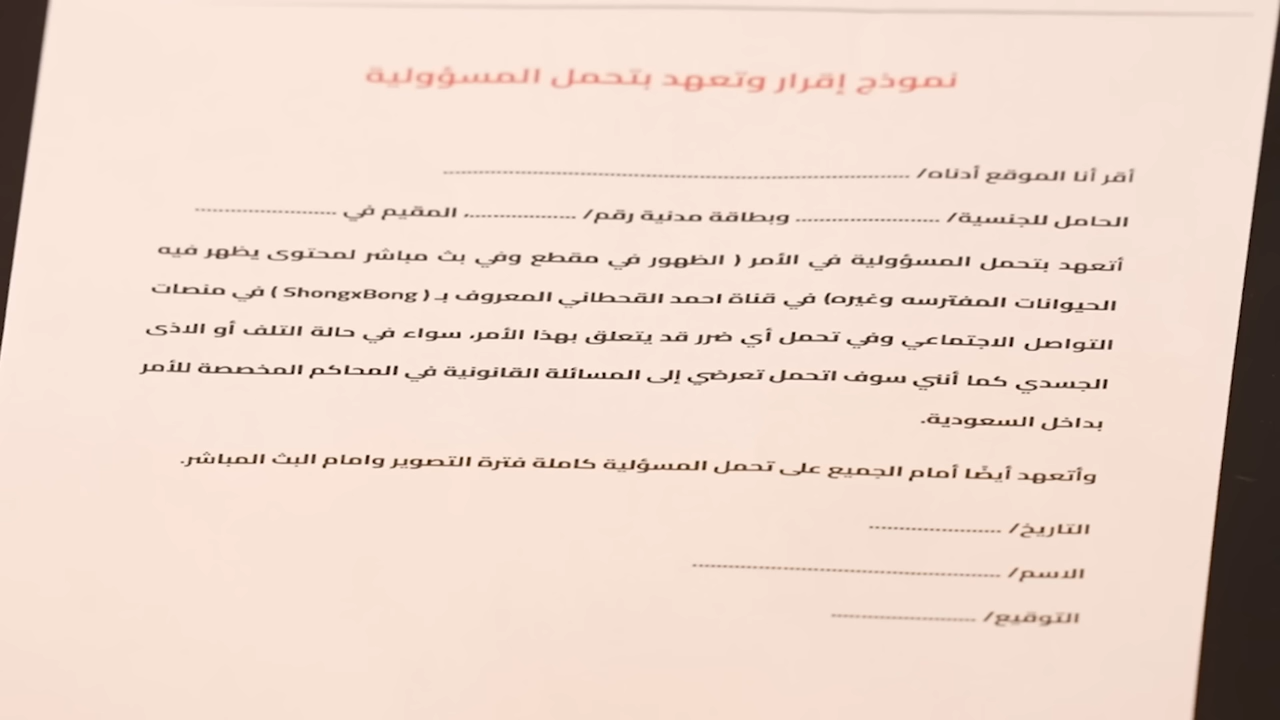 نموذج إقرار وتعهد بتحمل المسؤولية
أقر أنا الموقع أدناه/ ........................................................................
الحامل للجنسية/ ........................ وبطاقة مدنية رقم/ ..................، المقيم في ........................
أتعهد بتحمل المسؤولية في الأمر ( الظهور في مقطع وفي بث مباشر لمحتوى يظهر فيه
الحيوانات المفترسه وغيره) في قناة احمد القحطاني المعروف بـ ( ShongxBong ) في منصات
التواصل الاجتماعي وفي تحمل أي ضرر قد يتعلق بهذا الأمر، سواء في حالة التلف أو الاذى
الجسدي كما أنني سوف اتحمل تعرضي إلى المسائلة القانونية في المحاكم المخصصة للأمر
بداخل السعودية.
وأتعهد أيضًا أمام الجميع على تحمل المسؤلية كاملة فترة التصوير وامام البث المباشر.
التاريخ/ ......................
الاسم/ ....................................................
التوقيع/ ........................